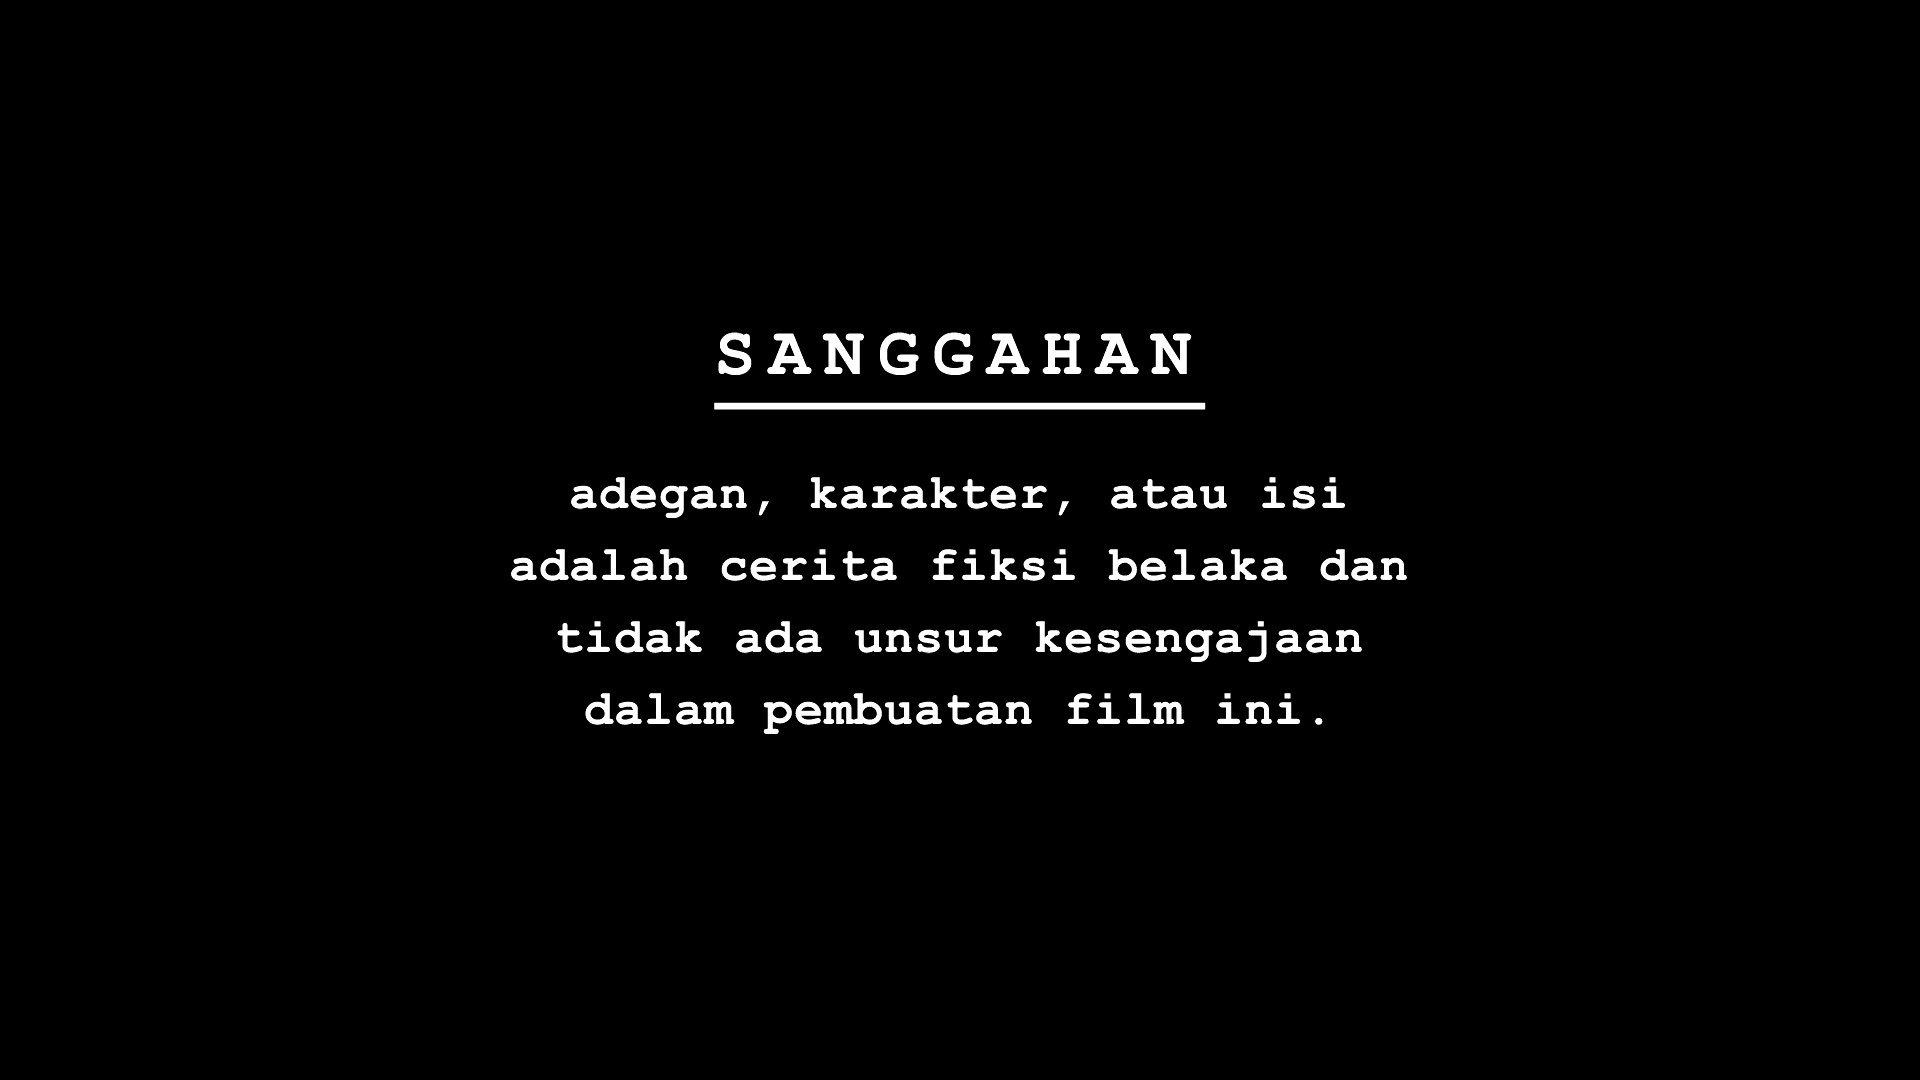 SANGGAHAN
adegan, karakter, atau isi
adalah cerita fiksi belaka dan
tidak ada unsur kesengajaan
dalam pembuatan film ini.